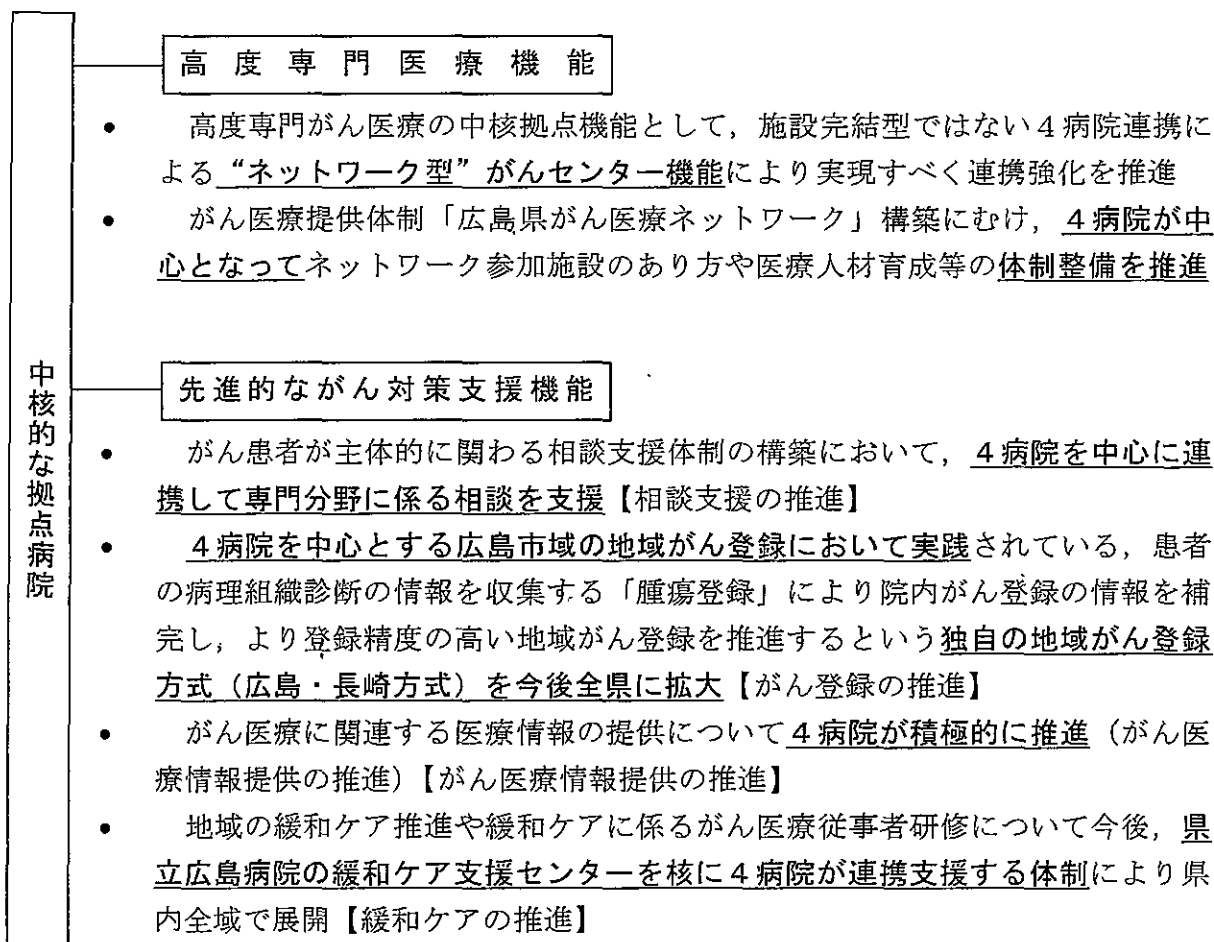 高度専門医療機能
● 高度専門がん医療の中核拠点機能として，施設完結型ではない４病院連携に
よる“ネットワーク型”がんセンター機能により実現すべく連携強化を推進
● がん医療提供体制「広島県がん医療ネットワーク」構築にむけ，４病院が中
心となってネットワーク参加施設のあり方や医療人材育成等の体制整備を推進
中核的な拠点病院
先進的ながん対策支援機能
● がん患者が主体的に関わる相談支援体制の構築において，４病院を中心に連
携して専門分野に係る相談を支援【相談支援の推進】
● ４病院を中心とする広島市域の地域がん登録において実践されている，患者
の病理組織診断の情報を収集する「腫瘍登録」により院内がん登録の情報を補
完し，より登録精度の高い地域がん登録を推進するという独自の地域がん登録
方式（広島・長崎方式）を今後全県に拡大【がん登録の推進】
● がん医療に関連する医療情報の提供について４病院が積極的に推進（がん医
療情報提供の推進）【がん医療情報提供の推進】
● 地域の緩和ケア推進や緩和ケアに係るがん医療従事者研修について今後，県
立広島病院の緩和ケア支援センターを核に４病院が連携支援する体制により県
内全域で展開【緩和ケアの推進】